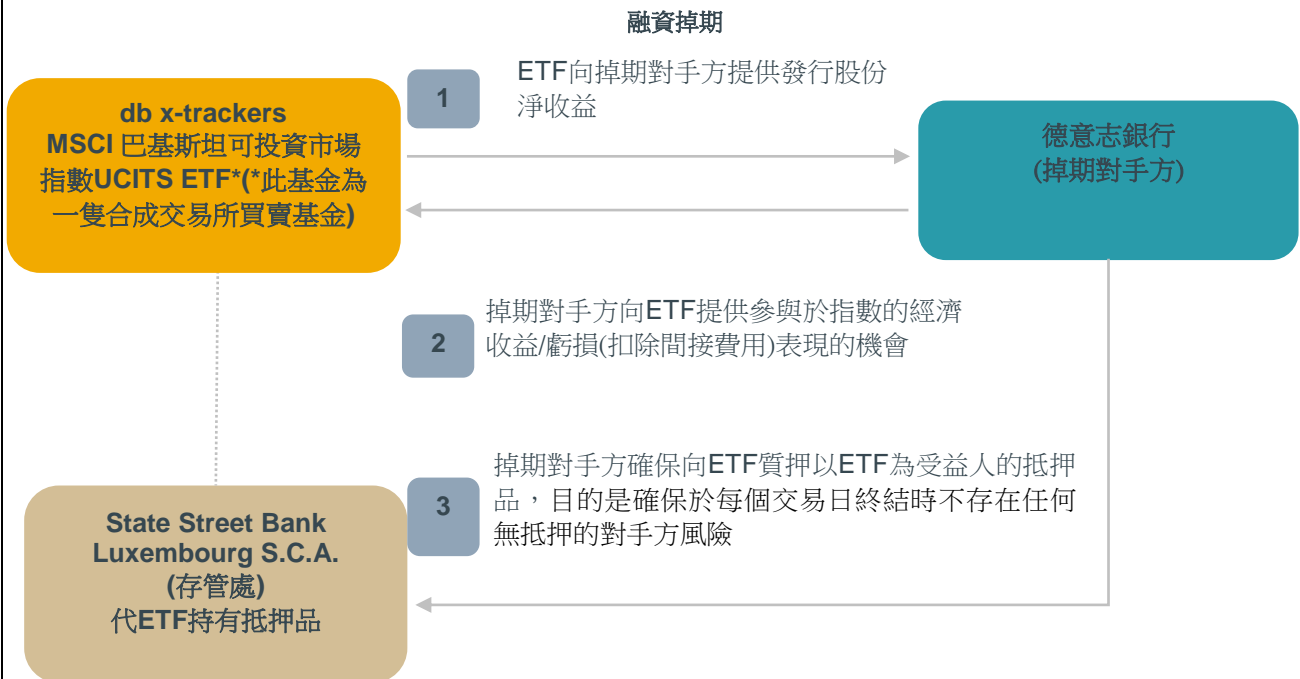 融資掉期
1
ETF向掉期對手方提供發行股份
淨收益
db x-trackers
MSCI 巴基斯坦可投資市場
指數UCITS ETF*(*此基金為
一隻合成交易所買賣基金)
德意志銀行
(掉期對手方)
2
掉期對手方向ETF提供參與於指數的經濟
收益/虧損(扣除間接費用)表現的機會
3
掉期對手方確保向ETF質押以ETF為受益人的抵押
品，目的是確保於每個交易日終結時不存在任何
無抵押的對手方風險
State Street Bank
Luxembourg S.C.A.
(存管處)
代ETF持有抵押品